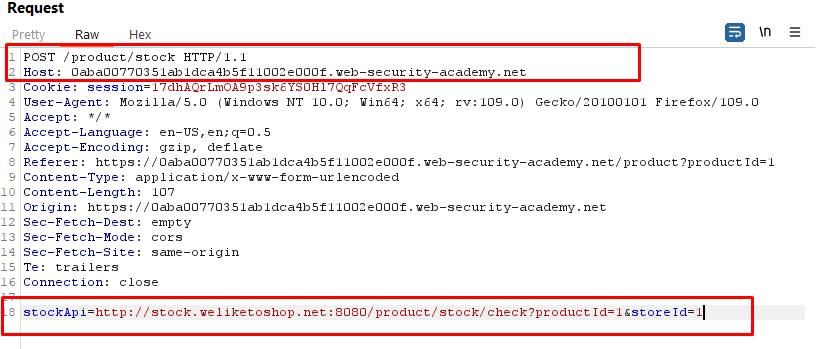 Request
Pretty Raw Hex \n
1 POST /product/stock HTTP/1.1
2 Host: 0aba00770351ab1dca4b5f11002e000f.web-security-academy.net
3 Cookie: session=17dhAQrLmOA9p3sk6YS0Hl7QqFcVfxR3
4 User-Agent: Mozilla/5.0 (Windows NT 10.0; Win64; x64; rv:109.0) Gecko/20100101 Firefox/109.0
5 Accept: */*
6 Accept-Language: en-US,en;q=0.5
7 Accept-Encoding: gzip, deflate
8 Referer: https://0aba00770351ab1dca4b5f11002e000f.web-security-academy.net/product?productId=1
9 Content-Type: application/x-www-form-urlencoded
10 Content-Length: 107
11 Origin: https://0aba00770351ab1dca4b5f11002e000f.web-security-academy.net
12 Sec-Fetch-Dest: empty
13 Sec-Fetch-Mode: cors
14 Sec-Fetch-Site: same-origin
15 Te: trailers
16 Connection: close
17
18 stockApi=http://stock.weliketoshop.net:8080/product/stock/check?productId=1&storeId=1